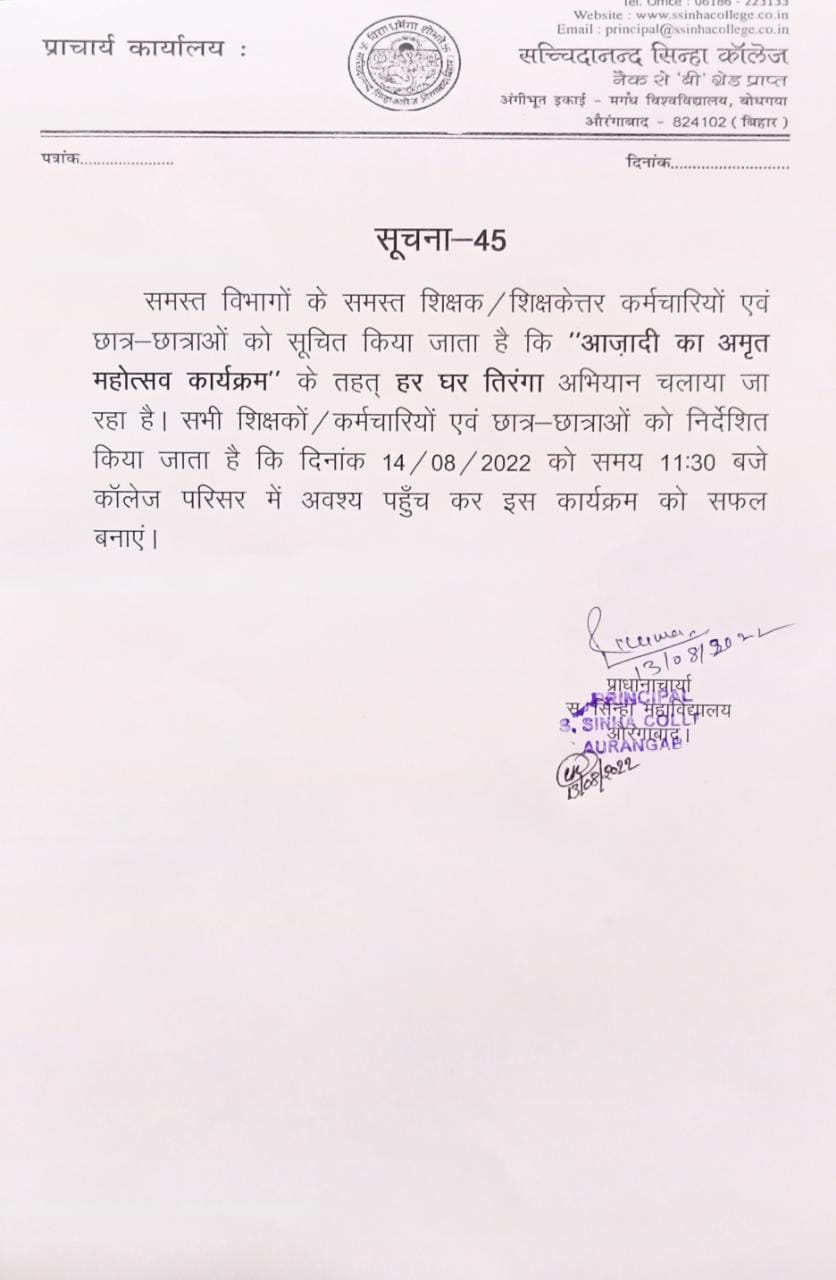 Tel. Office : 06186 - 223133
Website : www.ssinhacollege.co.in
Email : principal@ssinhacollege.co.in
प्राचार्य कार्यालय :
सच्चिदानन्द सिन्हा कॉलेज
नैक से 'बी' ग्रेड प्राप्त
अंगीभूत इकाई - मगध विश्वविद्यालय, बोधगया
औरंगाबाद - 824102 ( बिहार )
पत्रांक......................
दिनांक............................
सूचना–45
समस्त विभागों के समस्त शिक्षक/शिक्षकेत्तर कर्मचारियों एवं
छात्र–छात्राओं को सूचित किया जाता है कि "आज़ादी का अमृत
महोत्सव कार्यक्रम" के तहत् हर घर तिरंगा अभियान चलाया जा
रहा है। सभी शिक्षकों/कर्मचारियों एवं छात्र–छात्राओं को निर्देशित
किया जाता है कि दिनांक 14/08/2022 को समय 11:30 बजे
कॉलेज परिसर में अवश्य पहुँच कर इस कार्यक्रम को सफल
बनाएं।
13/08/2022
प्राधानाचार्या
PRINCIPAL
स. सिन्हा महाविद्यालय
S. SINHA COLLE
औरंगाबाद।
AURANGAB
13/08/2022